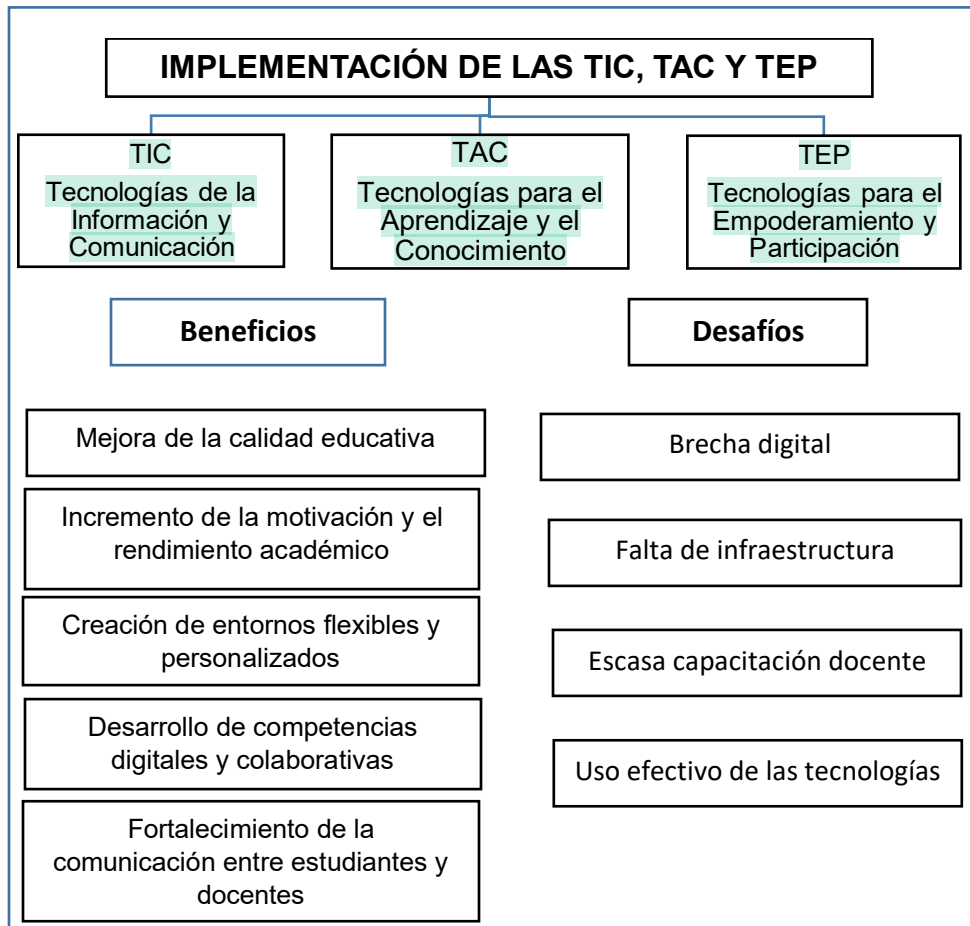 IMPLEMENTACIÓN DE LAS TIC, TAC Y TEP
TIC
Tecnologías de la
Información y
Comunicación
TAC
Tecnologías para el
Aprendizaje y el
Conocimiento
TEP
Tecnologías para el
Empoderamiento y
Participación
Beneficios
Mejora de la calidad educativa
Incremento de la motivación y el
rendimiento académico
Creación de entornos flexibles y
personalizados
Desarrollo de competencias
digitales y colaborativas
Fortalecimiento de la
comunicación entre estudiantes y
docentes
Desafíos
Brecha digital
Falta de infraestructura
Escasa capacitación docente
Uso efectivo de las tecnologías